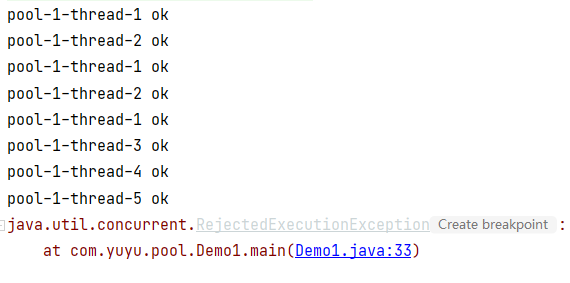 pool-1-thread-1 ok
pool-1-thread-2 ok
pool-1-thread-1 ok
pool-1-thread-2 ok
pool-1-thread-1 ok
pool-1-thread-3 ok
pool-1-thread-4 ok
pool-1-thread-5 ok
java.util.concurrent.RejectedExecutionException Create breakpoint :
at com.yuyu.pool.Demo1.main(Demo1.java:33)